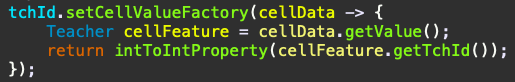 tchId.setCellValueFactory(cellData -> {
    Teacher cellFeature = cellData.getValue();
    return intToIntProperty(cellFeature.getTchId());
});